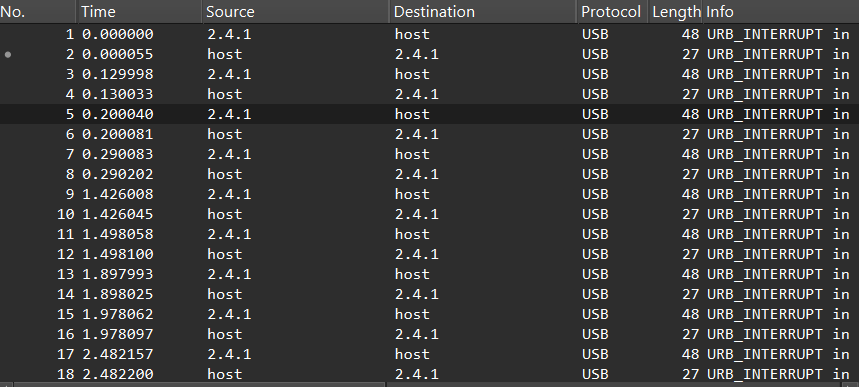 No. Time Source Destination Protocol Length Info
1 0.000000 2.4.1 host USB 48 URB_INTERRUPT in
2 0.000055 host 2.4.1 USB 27 URB_INTERRUPT in
3 0.129998 2.4.1 host USB 48 URB_INTERRUPT in
4 0.130033 host 2.4.1 USB 27 URB_INTERRUPT in
5 0.200040 2.4.1 host USB 48 URB_INTERRUPT in
6 0.200081 host 2.4.1 USB 27 URB_INTERRUPT in
7 0.290083 2.4.1 host USB 48 URB_INTERRUPT in
8 0.290202 host 2.4.1 USB 27 URB_INTERRUPT in
9 1.426008 2.4.1 host USB 48 URB_INTERRUPT in
10 1.426045 host 2.4.1 USB 27 URB_INTERRUPT in
11 1.498058 2.4.1 host USB 48 URB_INTERRUPT in
12 1.498100 host 2.4.1 USB 27 URB_INTERRUPT in
13 1.897993 2.4.1 host USB 48 URB_INTERRUPT in
14 1.898025 host 2.4.1 USB 27 URB_INTERRUPT in
15 1.978062 2.4.1 host USB 48 URB_INTERRUPT in
16 1.978097 host 2.4.1 USB 27 URB_INTERRUPT in
17 2.482157 2.4.1 host USB 48 URB_INTERRUPT in
18 2.482200 host 2.4.1 USB 27 URB_INTERRUPT in